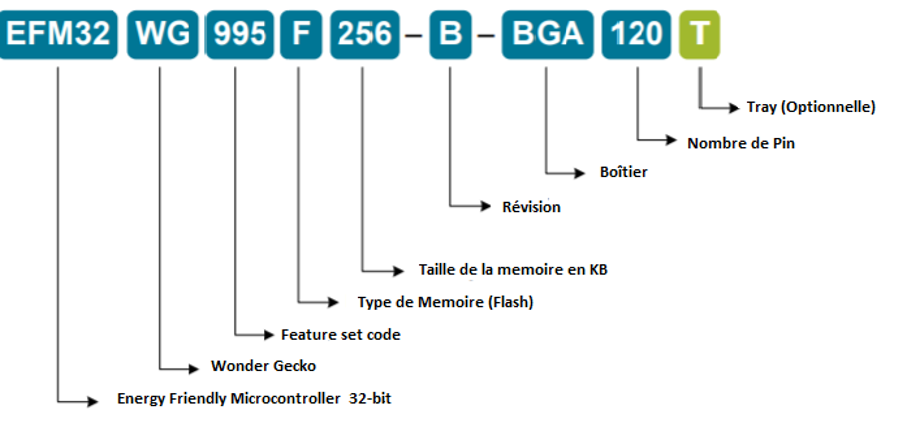 EFM32 WG 995 F 256 – B – BGA 120 T
Tray (Optionnelle)
Nombre de Pin
Boîtier
Révision
Taille de la memoire en KB
Type de Memoire (Flash)
Feature set code
Wonder Gecko
Energy Friendly Microcontroller 32-bit